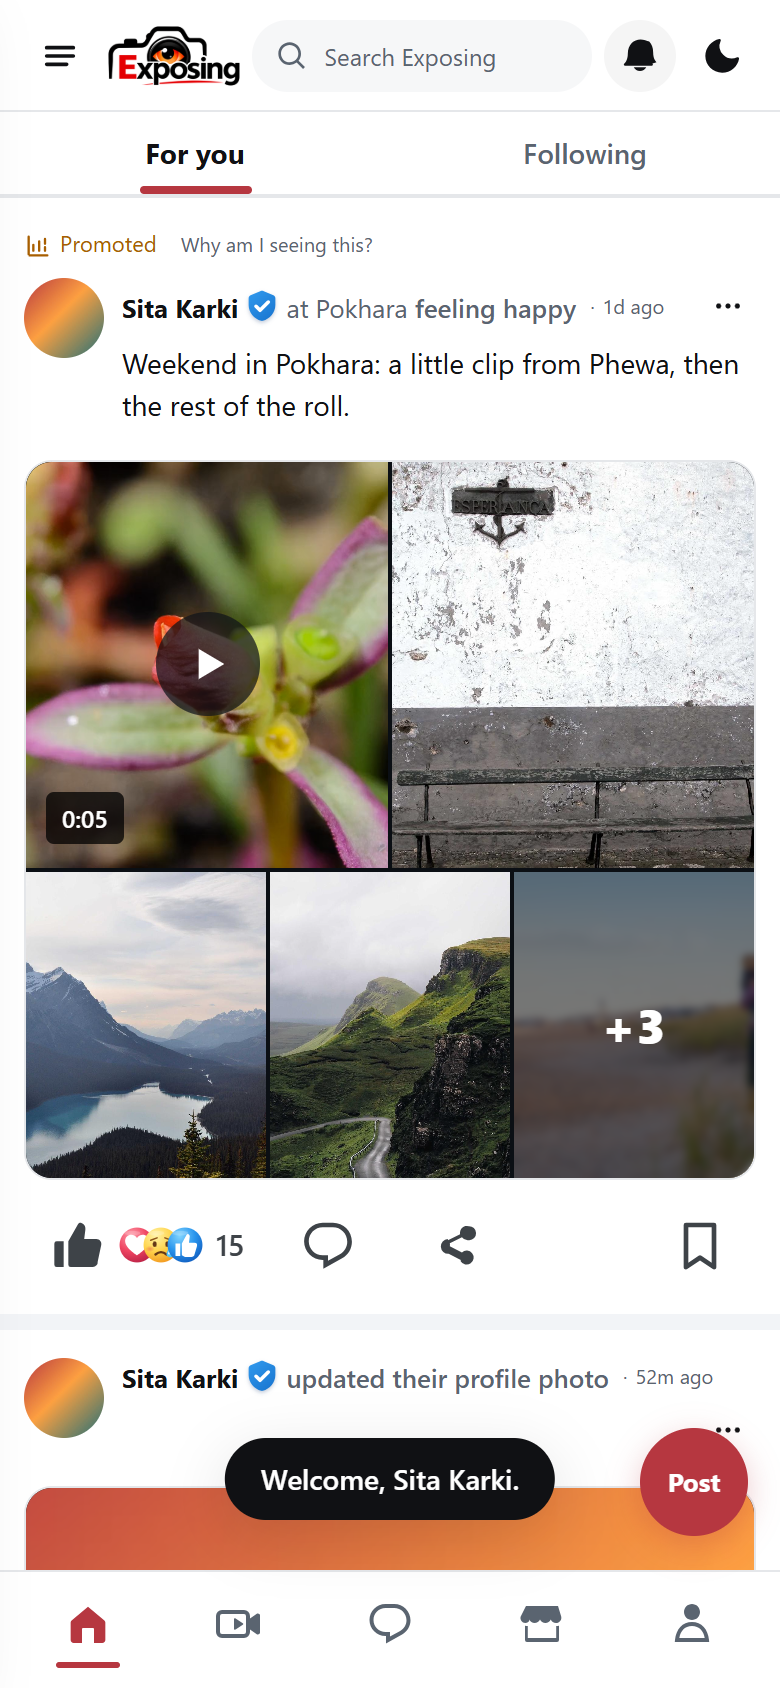 Exposing
Search Exposing
For you
Following
Promoted Why am I seeing this?
Sita Karki at Pokhara feeling happy · 1d ago
Weekend in Pokhara: a little clip from Phewa, then
the rest of the roll.
ESPERANÇA
0:05
+3
15
Sita Karki updated their profile photo · 52m ago
Welcome, Sita Karki.
Post